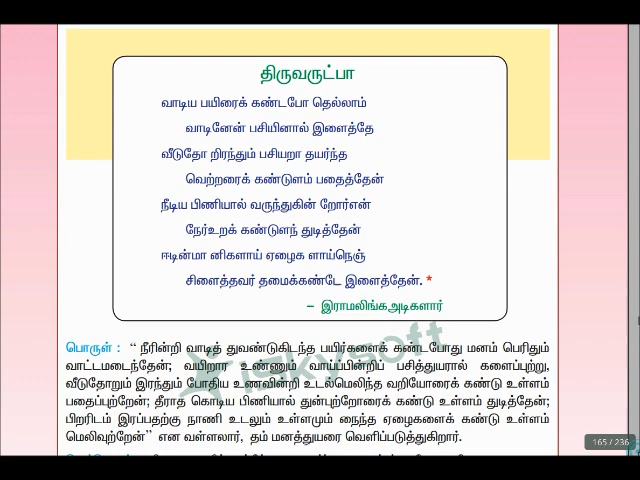 திருவருட்பா
வாடிய பயிரைக் கண்டபோ தெல்லாம்
வாடினேன் பசியினால் இளைத்தே
வீடுதோ றிரந்தும் பசியறா தயர்ந்த
வெற்றரைக் கண்டுளம் பதைத்தேன்
நீடிய பிணியால் வருந்துகின் றோர்என்
நேர்உறக் கண்டுளந் துடித்தேன்
ஈடின்மா னிகளாய் ஏழைக ளாய்நெஞ்
சிளைத்தவர் தமைக்கண்டே இளைத்தேன். *
– இராமலிங்கஅடிகளார்
பொருள் : “ நீரின்றி வாடித் துவண்டுகிடந்த பயிர்களைக் கண்டபோது மனம் பெரிதும்
வாட்டமடைந்தேன்; வயிறார உண்ணும் வாய்ப்பின்றிப் பசித்துயரால் களைப்புற்று,
வீடுதோறும் இரந்தும் போதிய உணவின்றி உடல்மெலிந்த வறியோரைக் கண்டு உள்ளம்
பதைப்புற்றேன்; தீராத கொடிய பிணியால் துன்புற்றோரைக் கண்டு உள்ளம் துடித்தேன்;
பிறரிடம் இரப்பதற்கு நாணி உடலும் உள்ளமும் நைந்த ஏழைகளைக் கண்டு உள்ளம்
மெலிவுற்றேன்” என வள்ளலார், தம் மனத்துயரை வெளிப்படுத்துகிறார்.
iskysoft
165 / 236